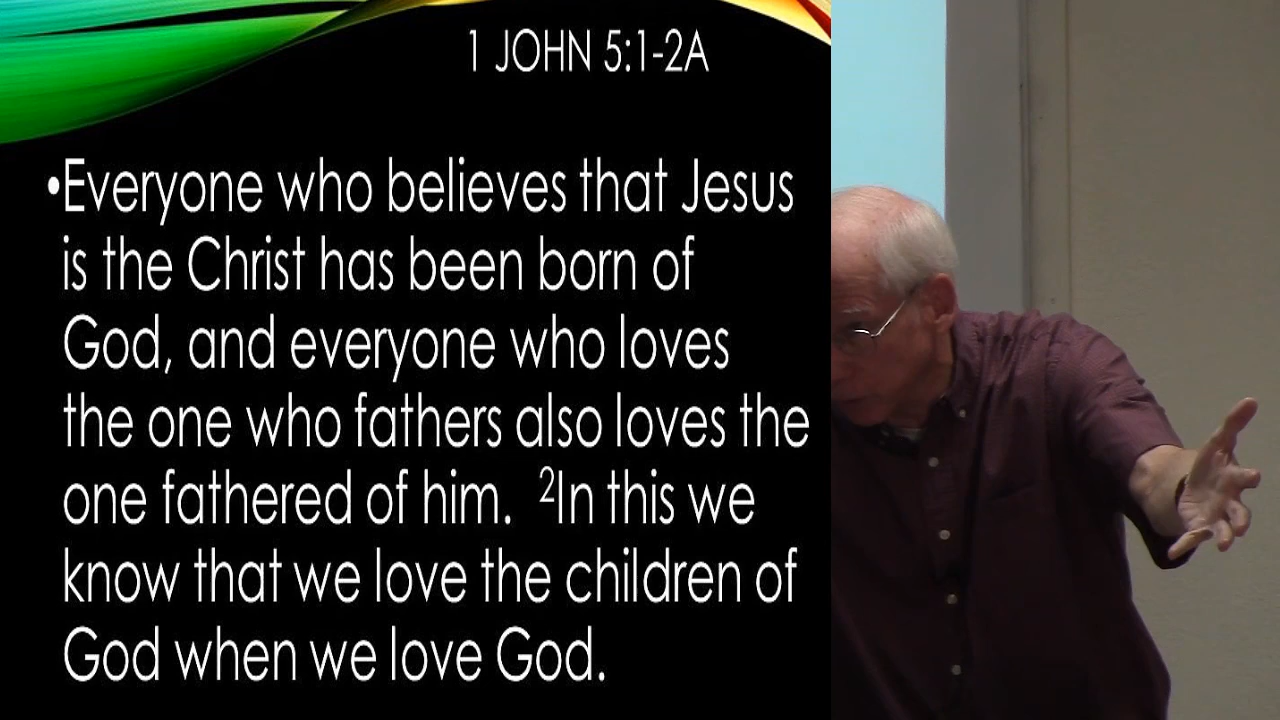 1 JOHN 5:1-2A
•Everyone who believes that Jesus
is the Christ has been born of
God, and everyone who loves
the one who fathers also loves the
one fathered of him. ²In this we
know that we love the children of
God when we love God.